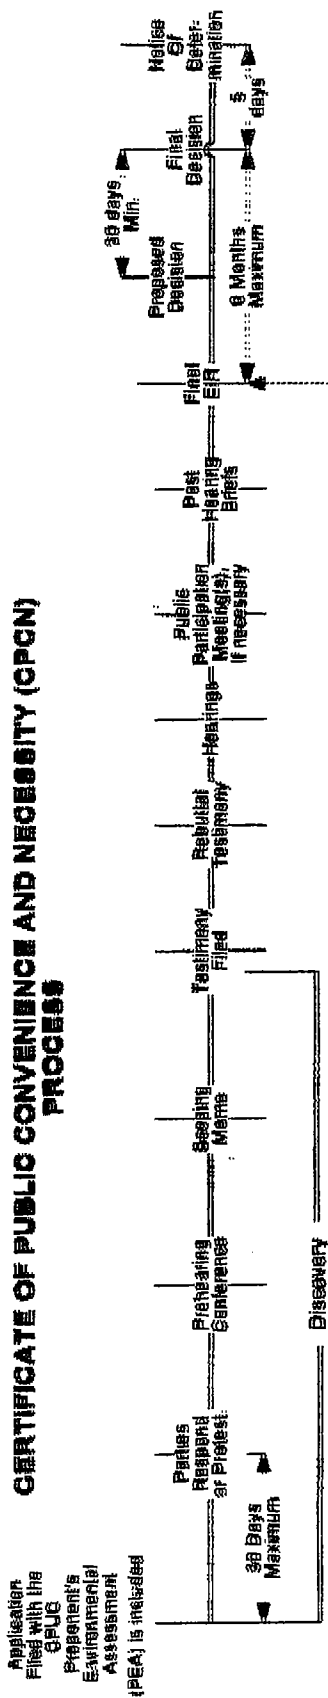 CERTIFICATE OF PUBLIC CONVENIENCE AND NECESSITY (CPCN)
PROCESS
Application
Filed with the
CPUC
Proponent's
Environmental
Assessment
(PEA) is included
Parties
Respond
or Protest
30 Days
Maximum
Prehearing
Conference
Scoping
Memo
Discovery
Testimony
Filed
Rebuttal
Testimony
Hearings
Public
Participation
Meeting(s),
if necessary
Post
Hearing
Briefs
Final
EIR
Proposed
Decision
30 days
Min.
Final
Decision
6 Months
Maximum
Notice
Of
Deter-
mination
5
days